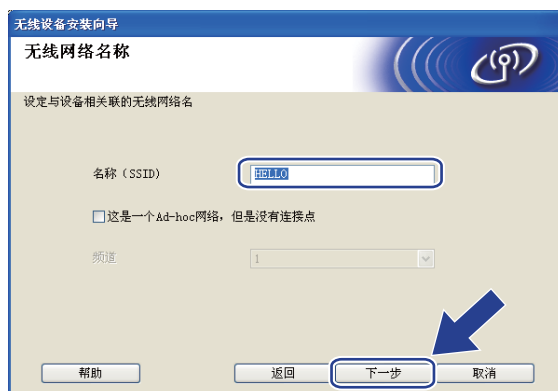 无线设备安装向导
无线网络名称
设定与设备相关联的无线网络名
名称（SSID） HELLO
这是一个Ad-hoc网络，但是没有连接点
频道 1
帮助 返回 下一步 取消